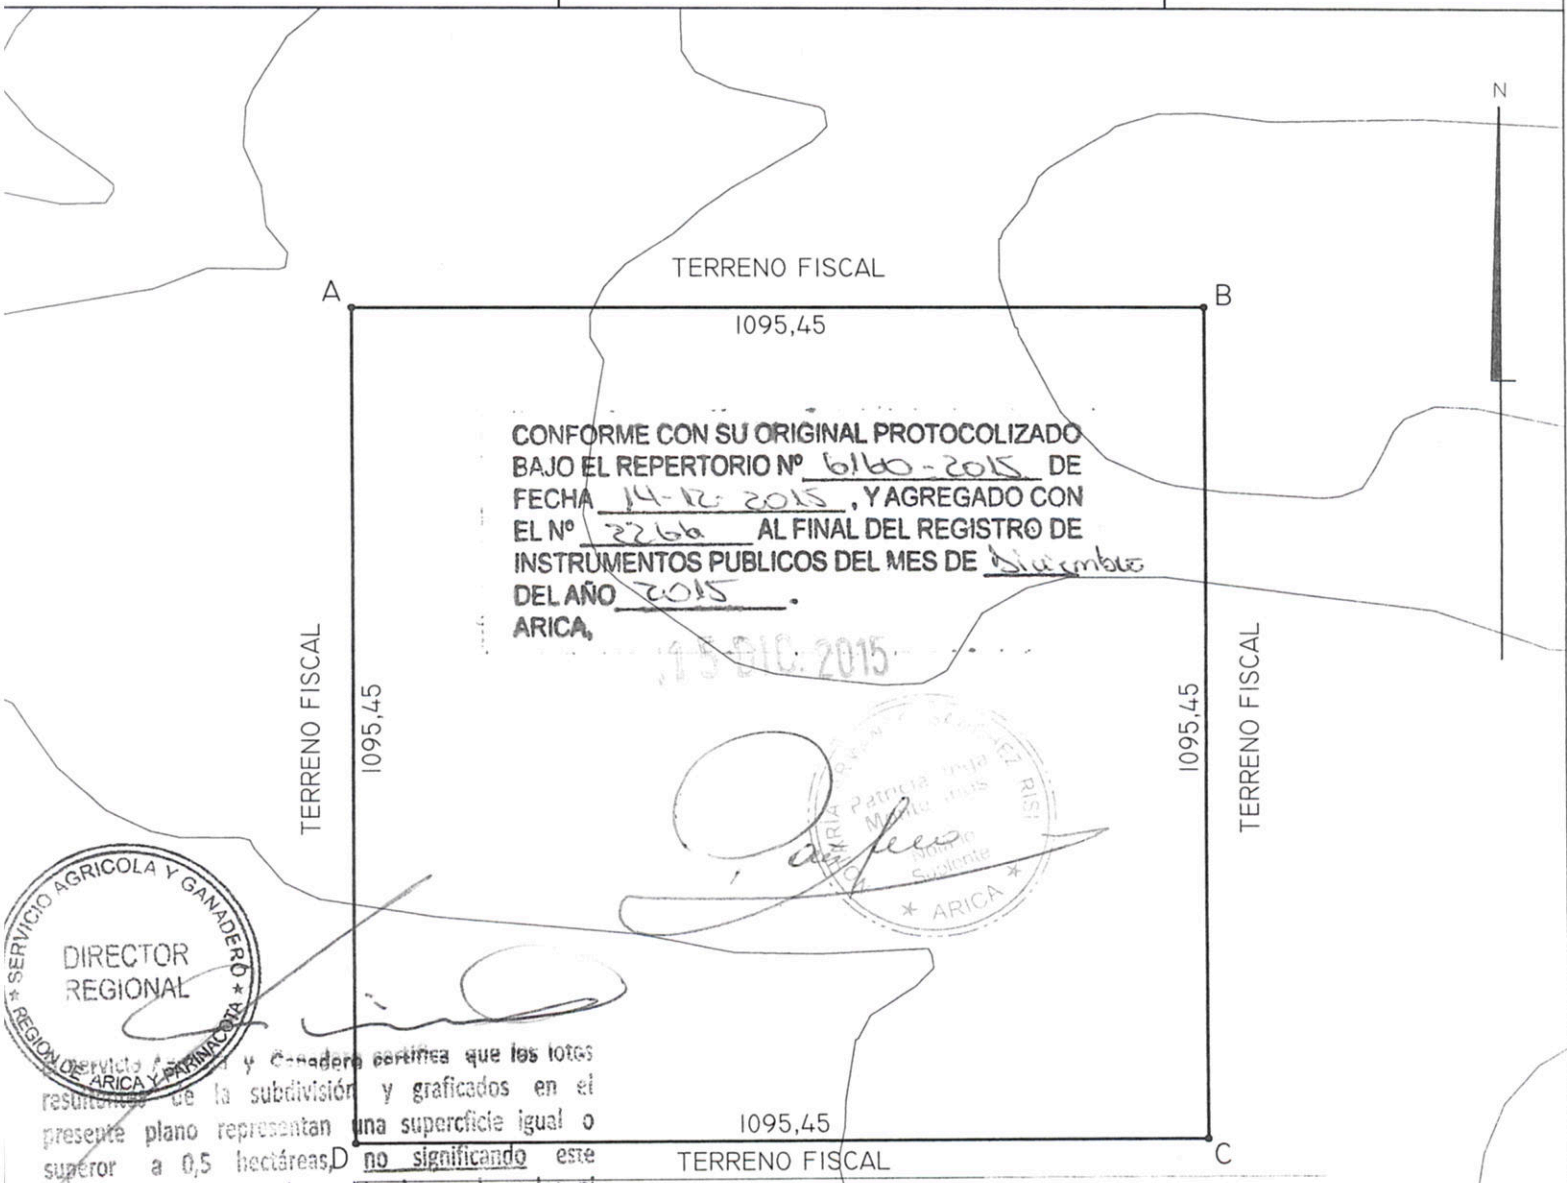 N
TERRENO FISCAL
A
B
1095,45
CONFORME CON SU ORIGINAL PROTOCOLIZADO
BAJO EL REPERTORIO Nº 6160-2015 DE
FECHA 14-12-2015, Y AGREGADO CON
EL Nº 2266 AL FINAL DEL REGISTRO DE
INSTRUMENTOS PUBLICOS DEL MES DE Diciembre
DEL AÑO 2015.
ARICA,
15 DIC. 2015
TERRENO FISCAL
1095,45
1095,45
TERRENO FISCAL
Patricia
Suplente
* ARICA *
* SERVICIO AGRICOLA Y GANADERO *
DIRECTOR
REGIONAL
REGION DE ARICA Y PARINACOTA
Servicio y Ganadero certifica que los lotes
resultantes de la subdivisión y graficados en el
presente plano representan una superficie igual o
superor a 0,5 hectáreas, no significando este
D
1095,45
TERRENO FISCAL
C